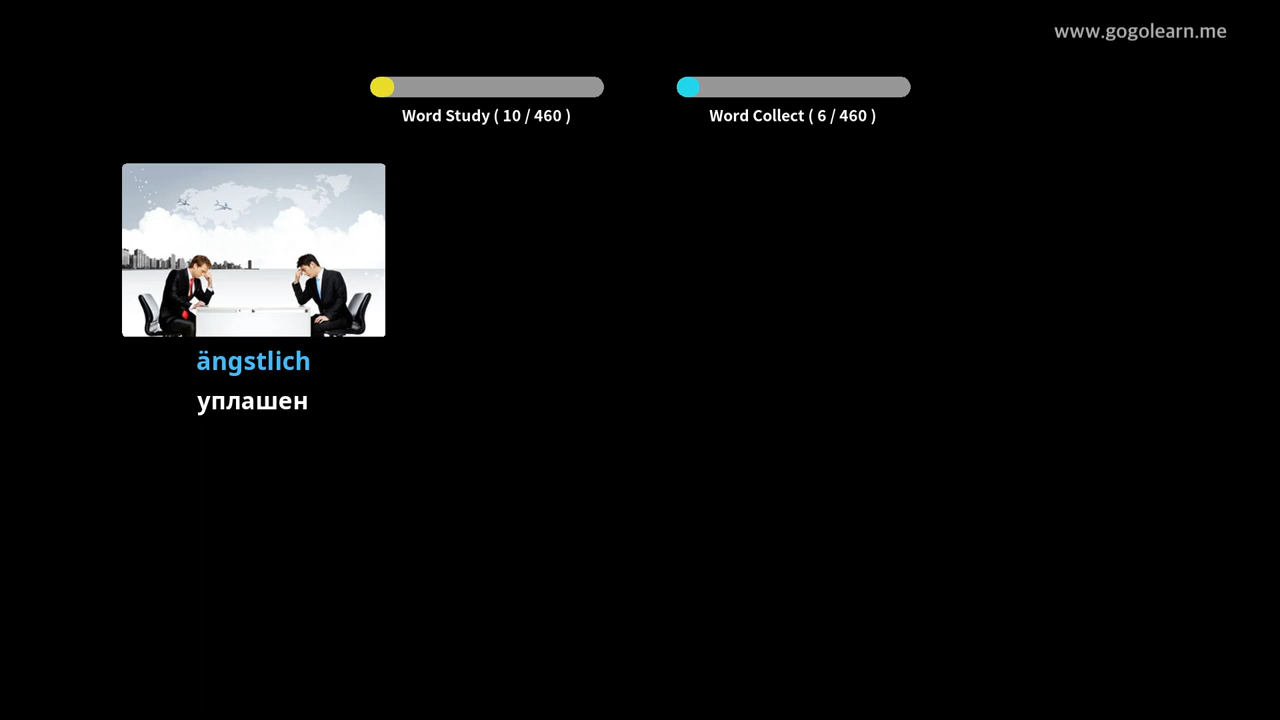 www.gogolearn.me
Word Study ( 10 / 460 )
Word Collect ( 6 / 460 )
ängstlich
уплашен